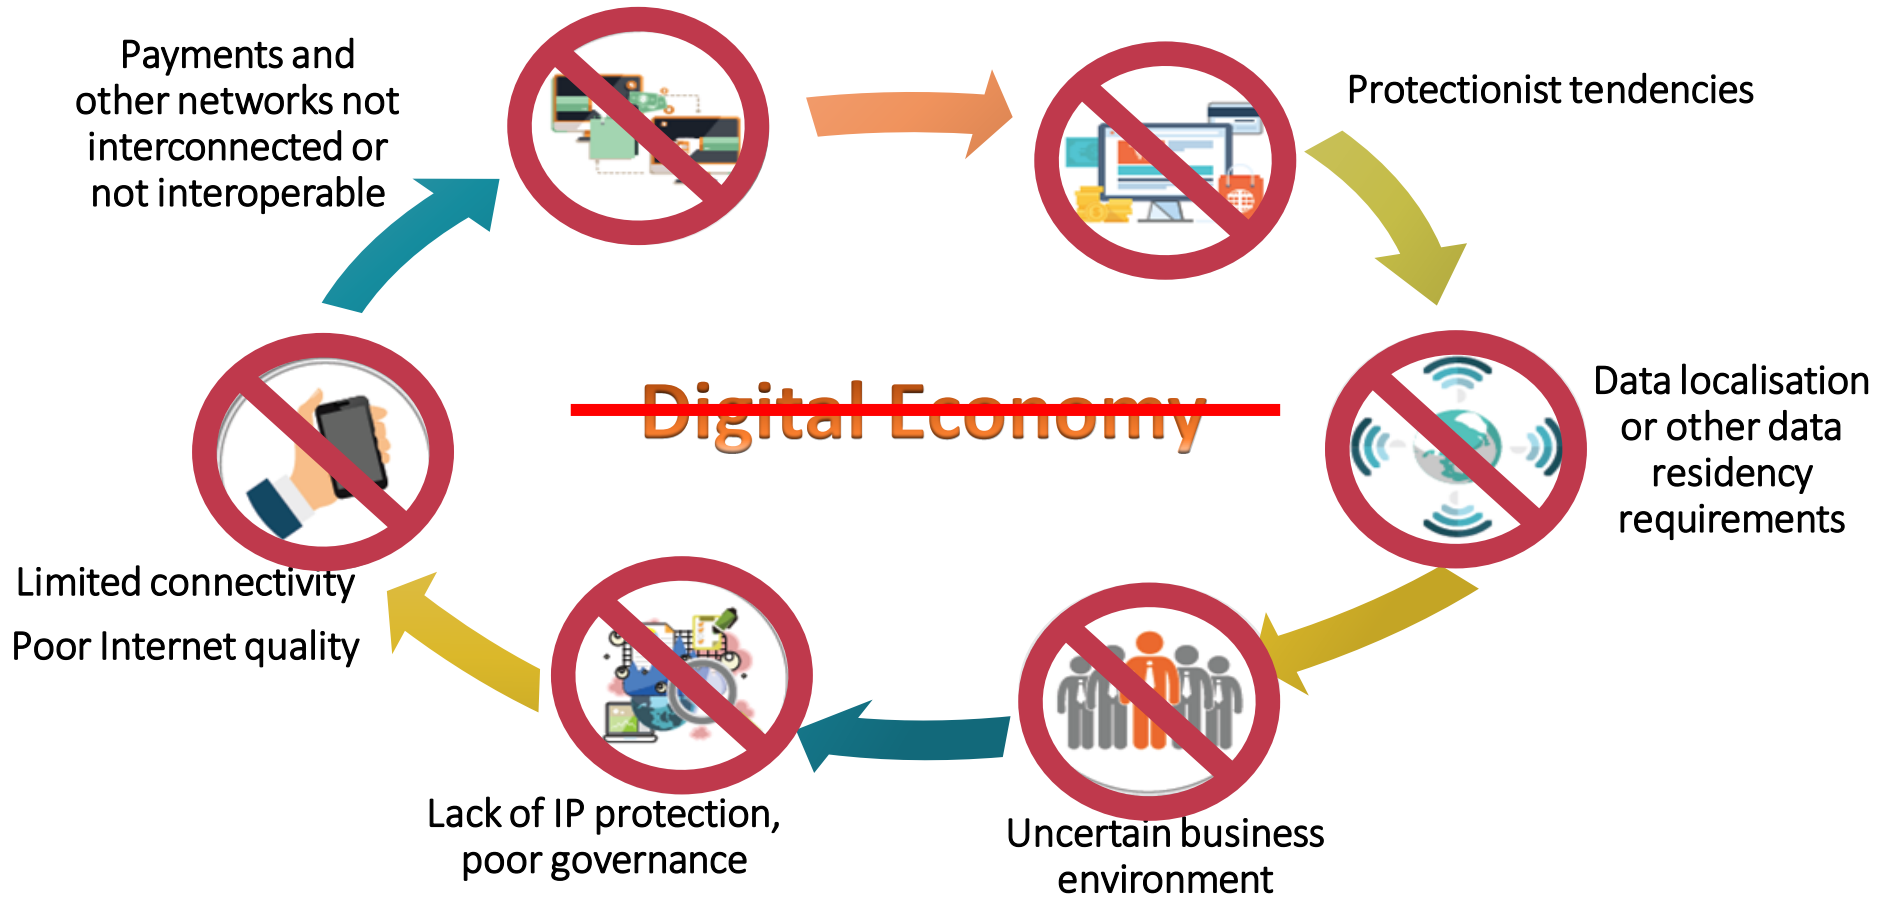 Payments and
other networks not
interconnected or
not interoperable
Protectionist tendencies
Data localisation
or other data
residency
requirements
Digital Economy
Limited connectivity
Poor Internet quality
Lack of IP protection,
poor governance
Uncertain business
environment